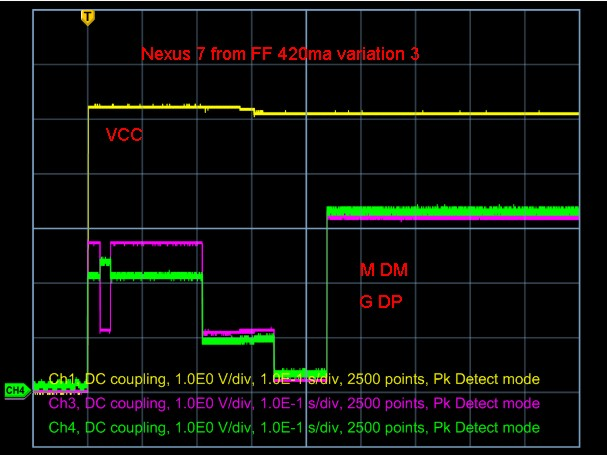 T
Nexus 7 from FF 420ma variation 3
VCC
M DM
G DP
CH4
Ch1, DC coupling, 1.0E0 V/div, 1.0E-1 s/div, 2500 points, Pk Detect mode
Ch3, DC coupling, 1.0E0 V/div, 1.0E-1 s/div, 2500 points, Pk Detect mode
Ch4, DC coupling, 1.0E0 V/div, 1.0E-1 s/div, 2500 points, Pk Detect mode